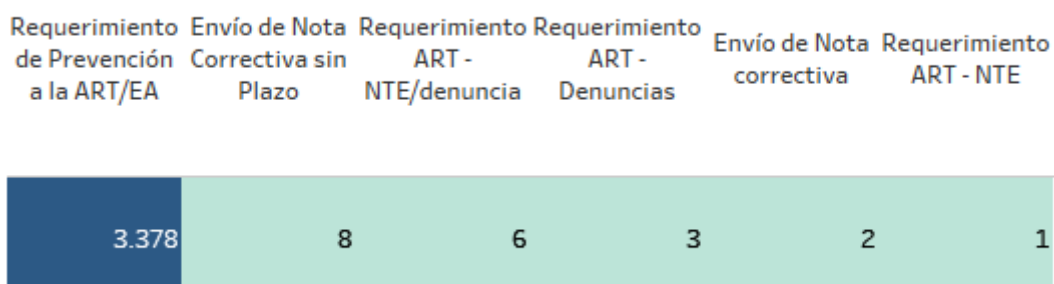 Requerimiento de Prevención a la ART/EA
Envío de Nota Correctiva sin Plazo
Requerimiento ART - NTE/denuncia
Requerimiento ART - Denuncias
Envío de Nota correctiva
Requerimiento ART - NTE
3.378 8 6 3 2 1